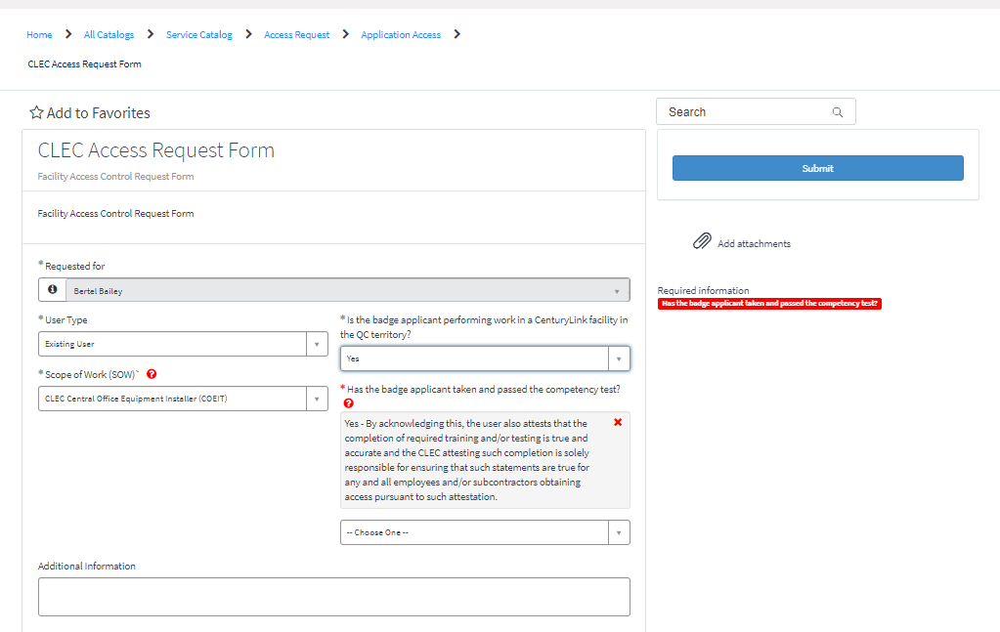 Home
All Catalogs
Service Catalog
Access Request
Application Access
CLEC Access Request Form
Add to Favorites
Search
CLEC Access Request Form
Facility Access Control Request Form
Submit
Facility Access Control Request Form
Add attachments
* Requested for
Bertel Bailey
Required information
Has the badge applicant taken and passed the competency test?
* User Type
Existing User
* Is the badge applicant performing work in a CenturyLink facility in
the QC territory?
Yes
* Scope of Work (SOW)`
CLEC Central Office Equipment Installer (COEIT)
* Has the badge applicant taken and passed the competency test?
Yes - By acknowledging this, the user also attests that the
completion of required training and/or testing is true and
accurate and the CLEC attesting such completion is solely
responsible for ensuring that such statements are true for
any and all employees and/or subcontractors obtaining
access pursuant to such attestation.
-- Choose One --
Additional Information